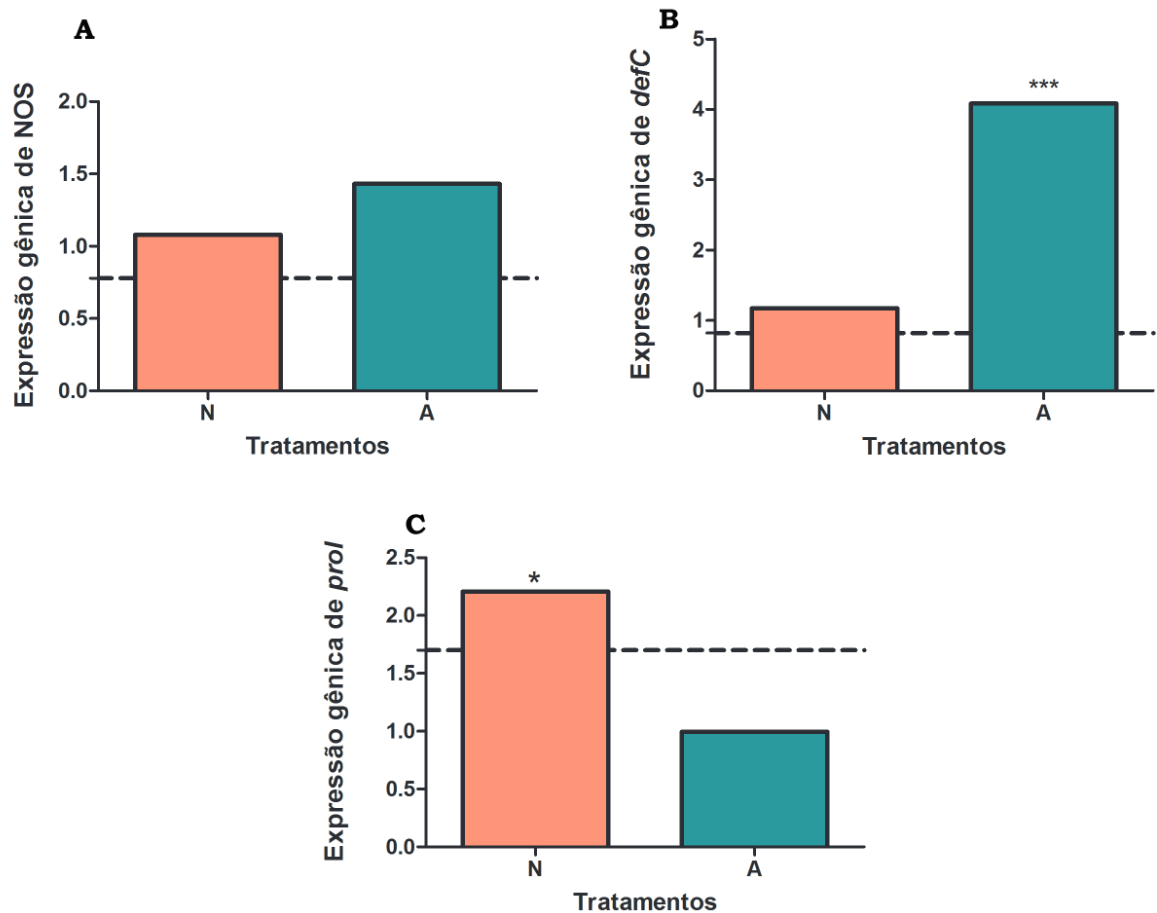 A
Expressão gênica de NOS
2.0
1.5
1.0
0.5
0.0
N A
Tratamentos
B
Expressão gênica de defC
5
4
3
2
1
0
***
N A
Tratamentos
C
Expressão gênica de prol
2.5
2.0
1.5
1.0
0.5
0.0
*
N A
Tratamentos